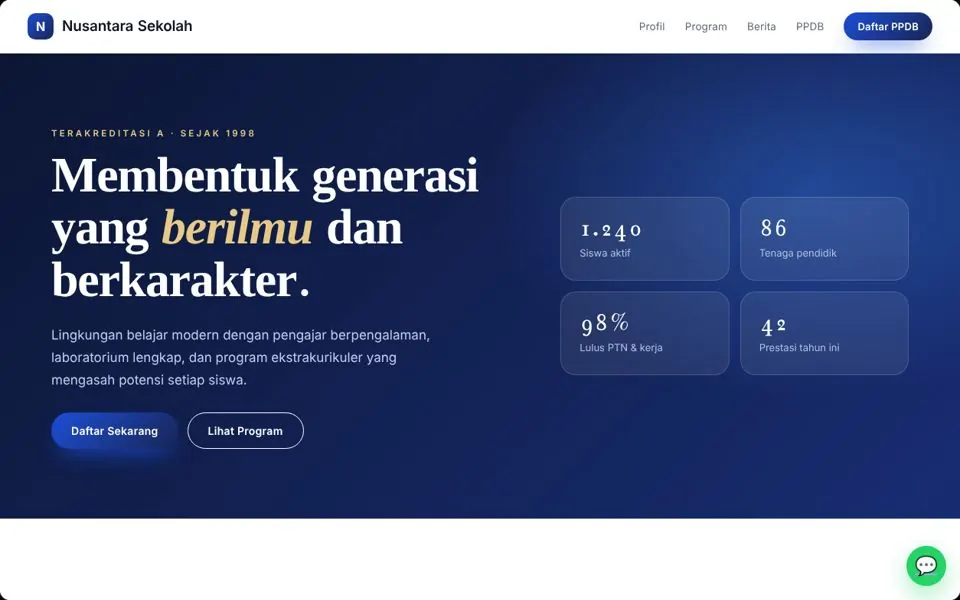 N Nusantara Sekolah
Profil Program Berita PPDB Daftar PPDB
TERAKREDITASI A · SEJAK 1998
Membentuk generasi
yang berilmu dan
berkarakter.
Lingkungan belajar modern dengan pengajar berpengalaman,
laboratorium lengkap, dan program ekstrakurikuler yang
mengasah potensi setiap siswa.
Daftar Sekarang Lihat Program
1.240
Siswa aktif
86
Tenaga pendidik
98%
Lulus PTN & kerja
42
Prestasi tahun ini